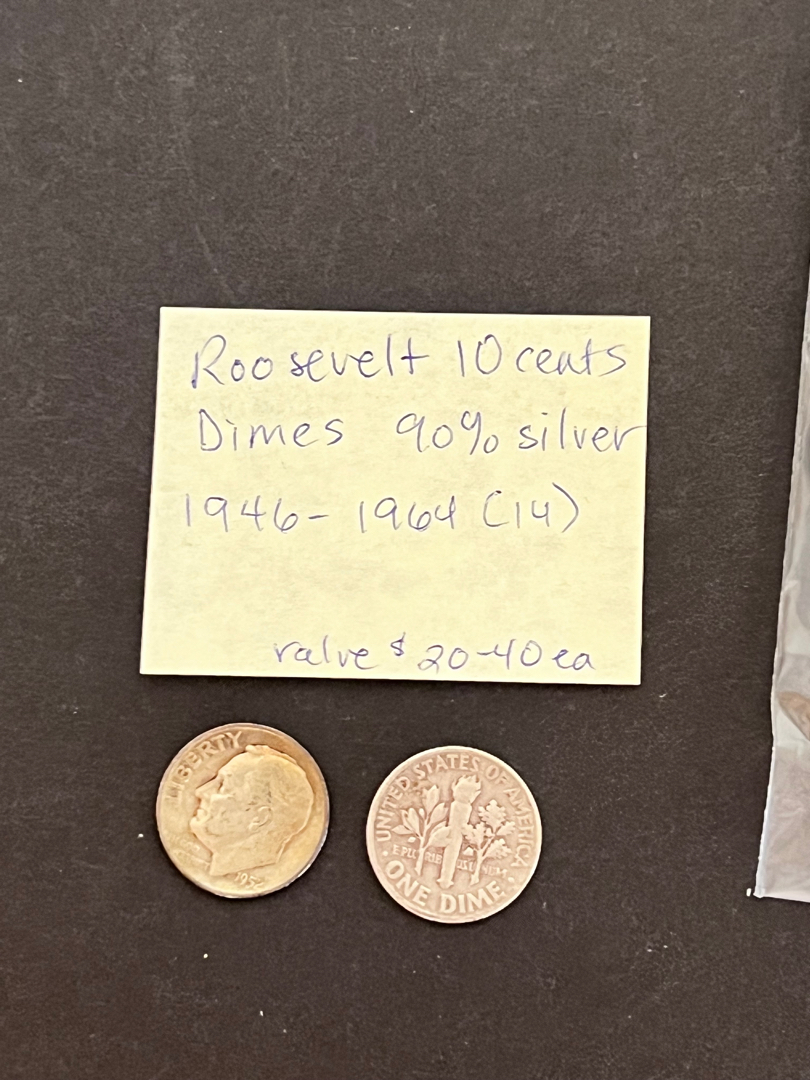 Roosevelt 10 cents
Dimes 90% silver
1946- 1964 (14)
value $ 20-40 ea
LIBERTY
UNITED STATES OF AMERICA
E PLURIBUS UNUM
ONE DIME